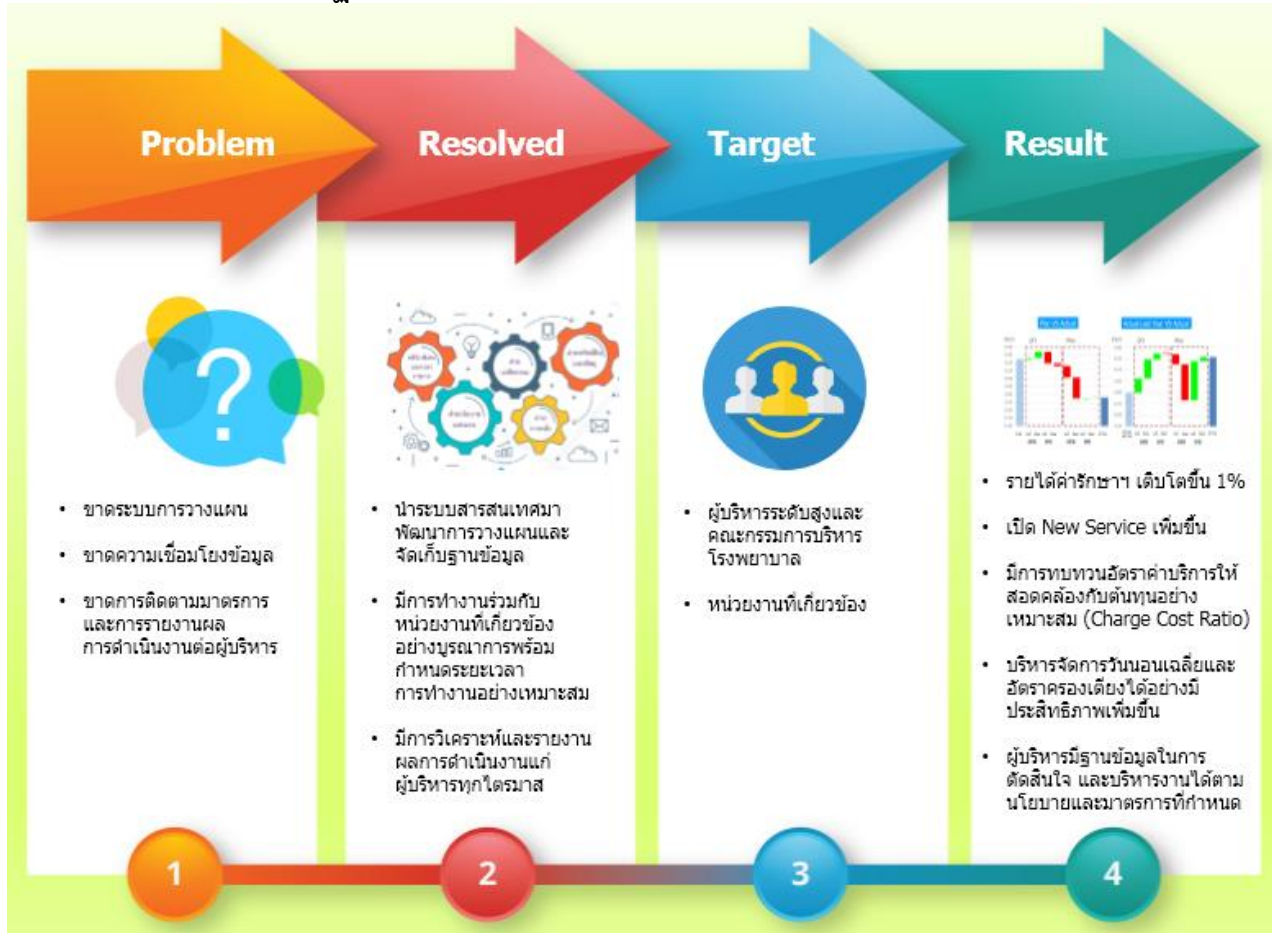 Problem
Resolved
Target
Result
• ขาดระบบการวางแผน
• ขาดความเชื่อมโยงข้อมูล
• ขาดการติดตามมาตรการ
และการรายงานผล
การดำเนินงานต่อผู้บริหาร
• นำระบบสารสนเทศมา
พัฒนาการวางแผนและ
จัดเก็บฐานข้อมูล
• มีการทำงานร่วมกับ
หน่วยงานที่เกี่ยวข้อง
อย่างบูรณาการพร้อม
กำหนดระยะเวลา
การทำงานอย่างเหมาะสม
• มีการวิเคราะห์และรายงาน
ผลการดำเนินงานแก่
ผู้บริหารทุกไตรมาส
• ผู้บริหารระดับสูงและ
คณะกรรมการบริหาร
โรงพยาบาล
• หน่วยงานที่เกี่ยวข้อง
Plan VS Actual
• รายได้ค่ารักษาฯ เติบโตขึ้น 1%
• เปิด New Service เพิ่มขึ้น
• มีการทบทวนอัตราค่าบริการให้
สอดคล้องกับต้นทุนอย่าง
เหมาะสม (Charge Cost Ratio)
• บริหารจัดการวันนอนเฉลี่ยและ
อัตราครองเตียงได้อย่างมี
ประสิทธิภาพเพิ่มขึ้น
• ผู้บริหารมีฐานข้อมูลในการ
ตัดสินใจ และบริหารงานได้ตาม
นโยบายและมาตรการที่กำหนด
1
2
3
4